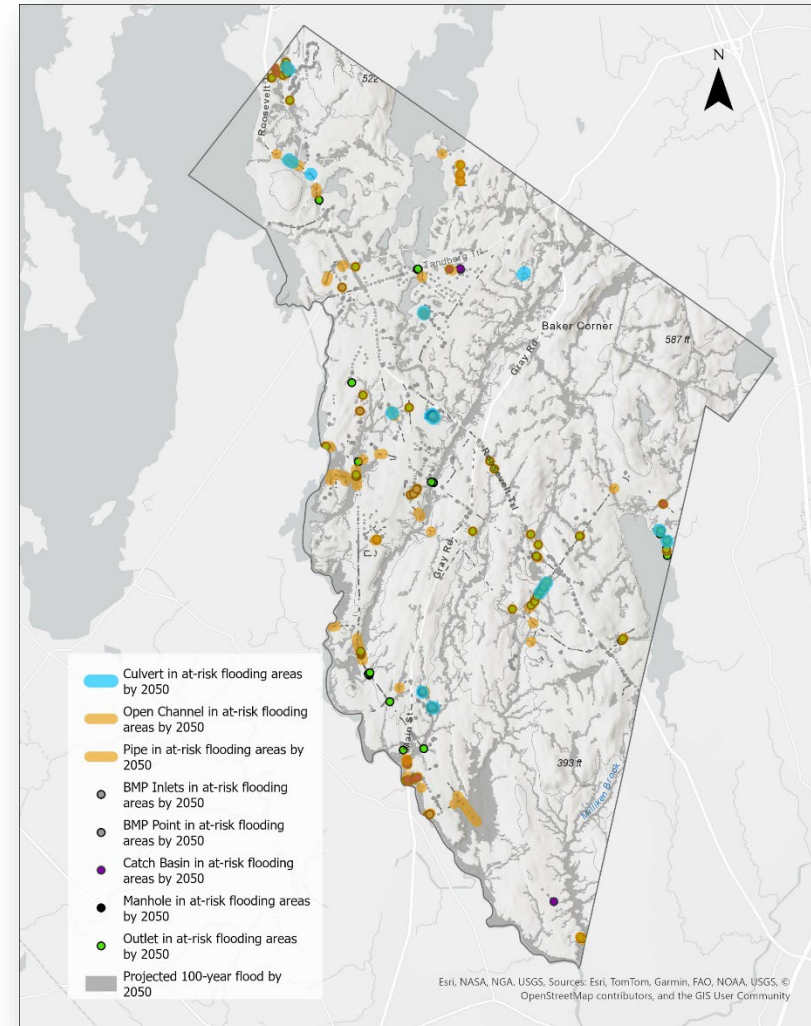 N
Roosevelt
522
Tandberg Trl
Baker Corner
587 ft
Gray Rd
Roosevelt Trl
Gray Rd
Main St
393 ft
Milliken Brook
Culvert in at-risk flooding areas
by 2050
Open Channel in at-risk flooding
areas by 2050
Pipe in at-risk flooding areas by
2050
BMP Inlets in at-risk flooding
areas by 2050
BMP Point in at-risk flooding
areas by 2050
Catch Basin in at-risk flooding
areas by 2050
Manhole in at-risk flooding areas
by 2050
Outlet in at-risk flooding areas
by 2050
Projected 100-year flood by
2050
Esri, NASA, NGA, USGS, Sources: Esri, TomTom, Garmin, FAO, NOAA, USGS, ©
OpenStreetMap contributors, and the GIS User Community